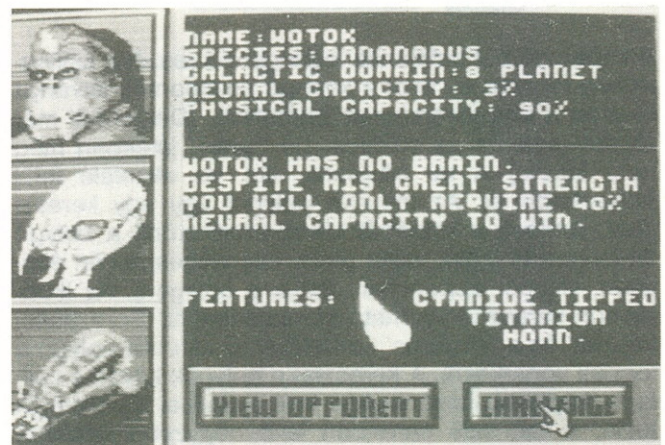 NAME:WOTOK
SPECIES:BANANABUS
GALACTIC DOMAIN:8 PLANET
NEURAL CAPACITY: 3%
PHYSICAL CAPACITY: 90%
WOTOK HAS NO BRAIN.
DESPITE HIS GREAT STRENGTH
YOU WILL ONLY REQUIRE 40%
NEURAL CAPACITY TO WIN.
FEATURES: CYANIDE TIPPED
TITANIUM
HORN.
VIEW OPPONENT CHALLENGE